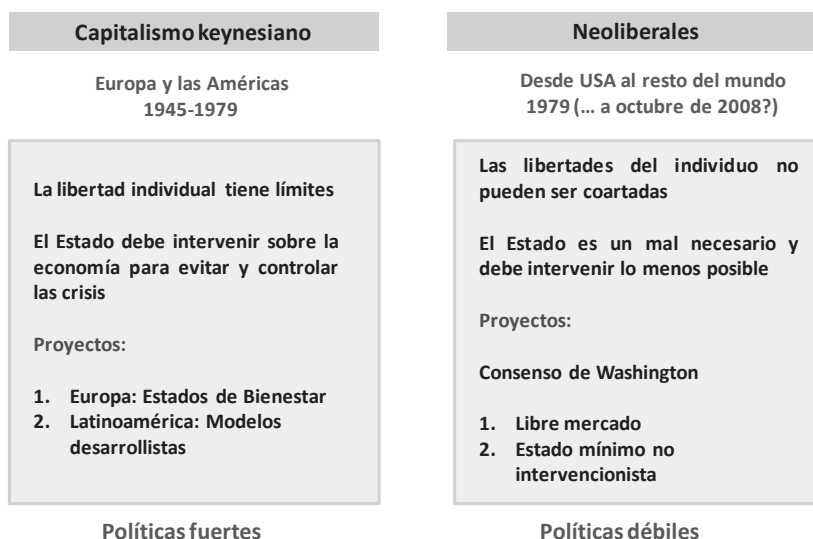 Capitalismo keynesiano
Europa y las Américas
1945-1979
La libertad individual tiene límites
El Estado debe intervenir sobre la
economía para evitar y controlar
las crisis
Proyectos:
1. Europa: Estados de Bienestar
2. Latinoamérica: Modelos
desarrollistas
Políticas fuertes
Neoliberales
Desde USA al resto del mundo
1979 (... a octubre de 2008?)
Las libertades del individuo no
pueden ser coartadas
El Estado es un mal necesario y
debe intervenir lo menos posible
Proyectos:
Consenso de Washington
1. Libre mercado
2. Estado mínimo no
intervencionista
Políticas débiles